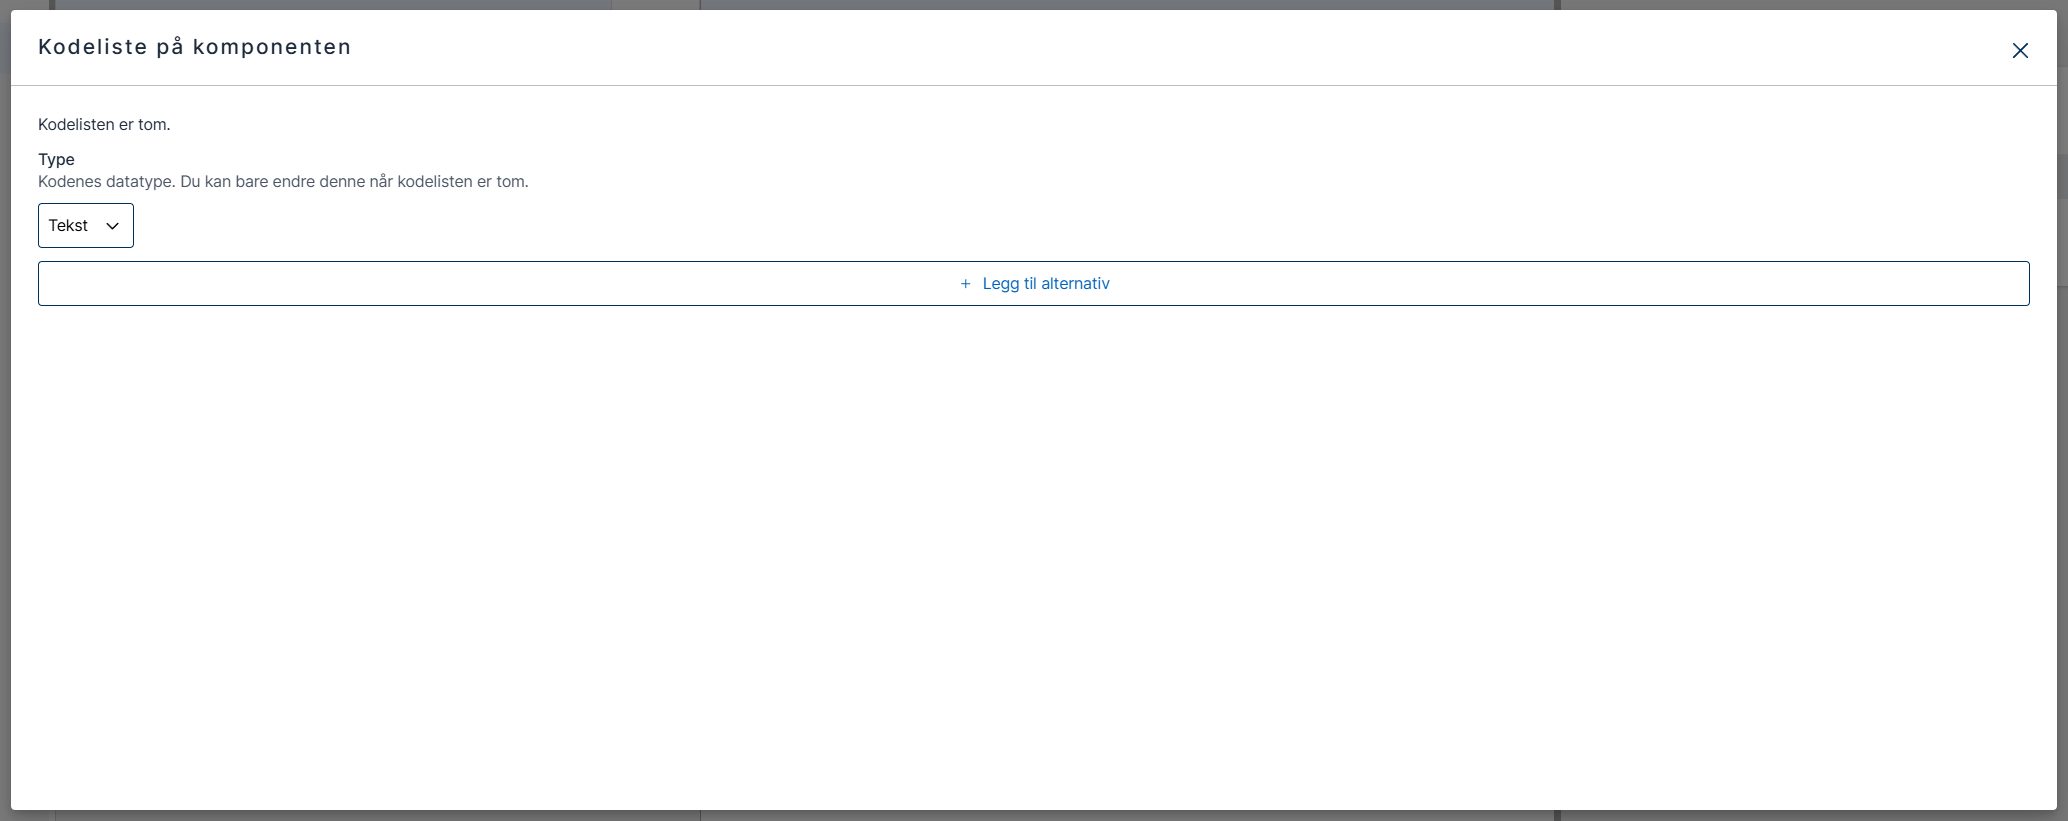 Kodeliste på komponenten
Kodelisten er tom.
Type
Kodenes datatype. Du kan bare endre denne når kodelisten er tom.
Tekst
+ Legg til alternativ